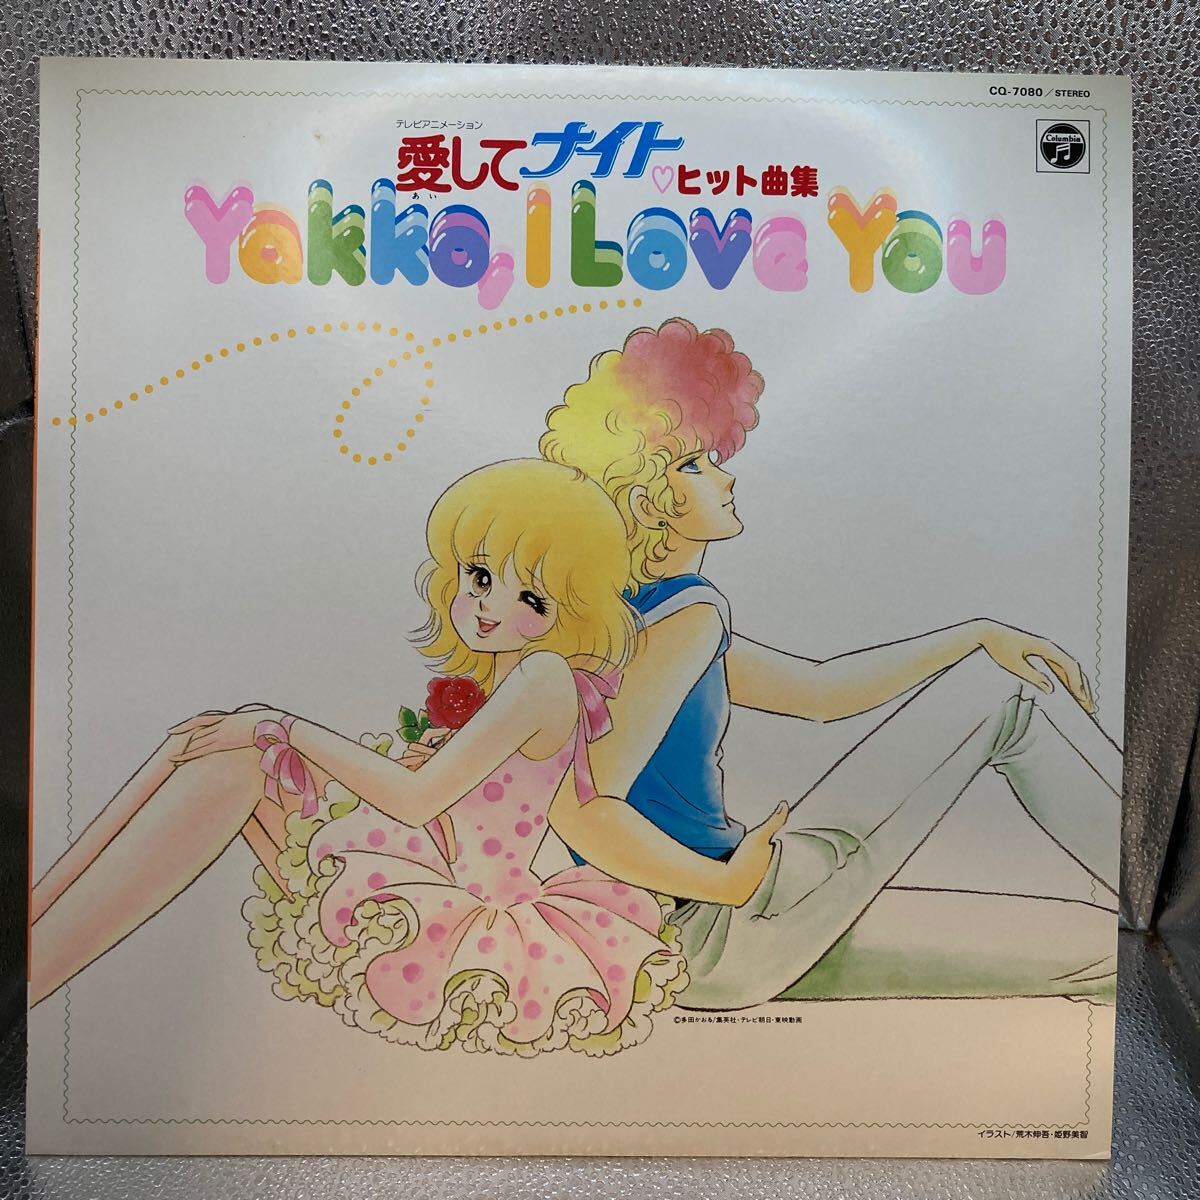 CQ-7080/STEREO
Columbia
テレビアニメーション
愛してナイト♡ヒット曲集
あい
Yakko, I Love You
©多田かおる/集英社・テレビ朝日・東映動画
イラスト/荒木伸吾・姫野美智